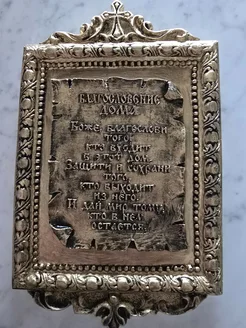 БЛАГОСЛОВЕНИЕ
ДОМА
Боже, благослови
того,
кто входит
в этот дом.
Защити и сохрани
того,
кто выходит
из него.
И дай мир тому,
кто в нем
остается.